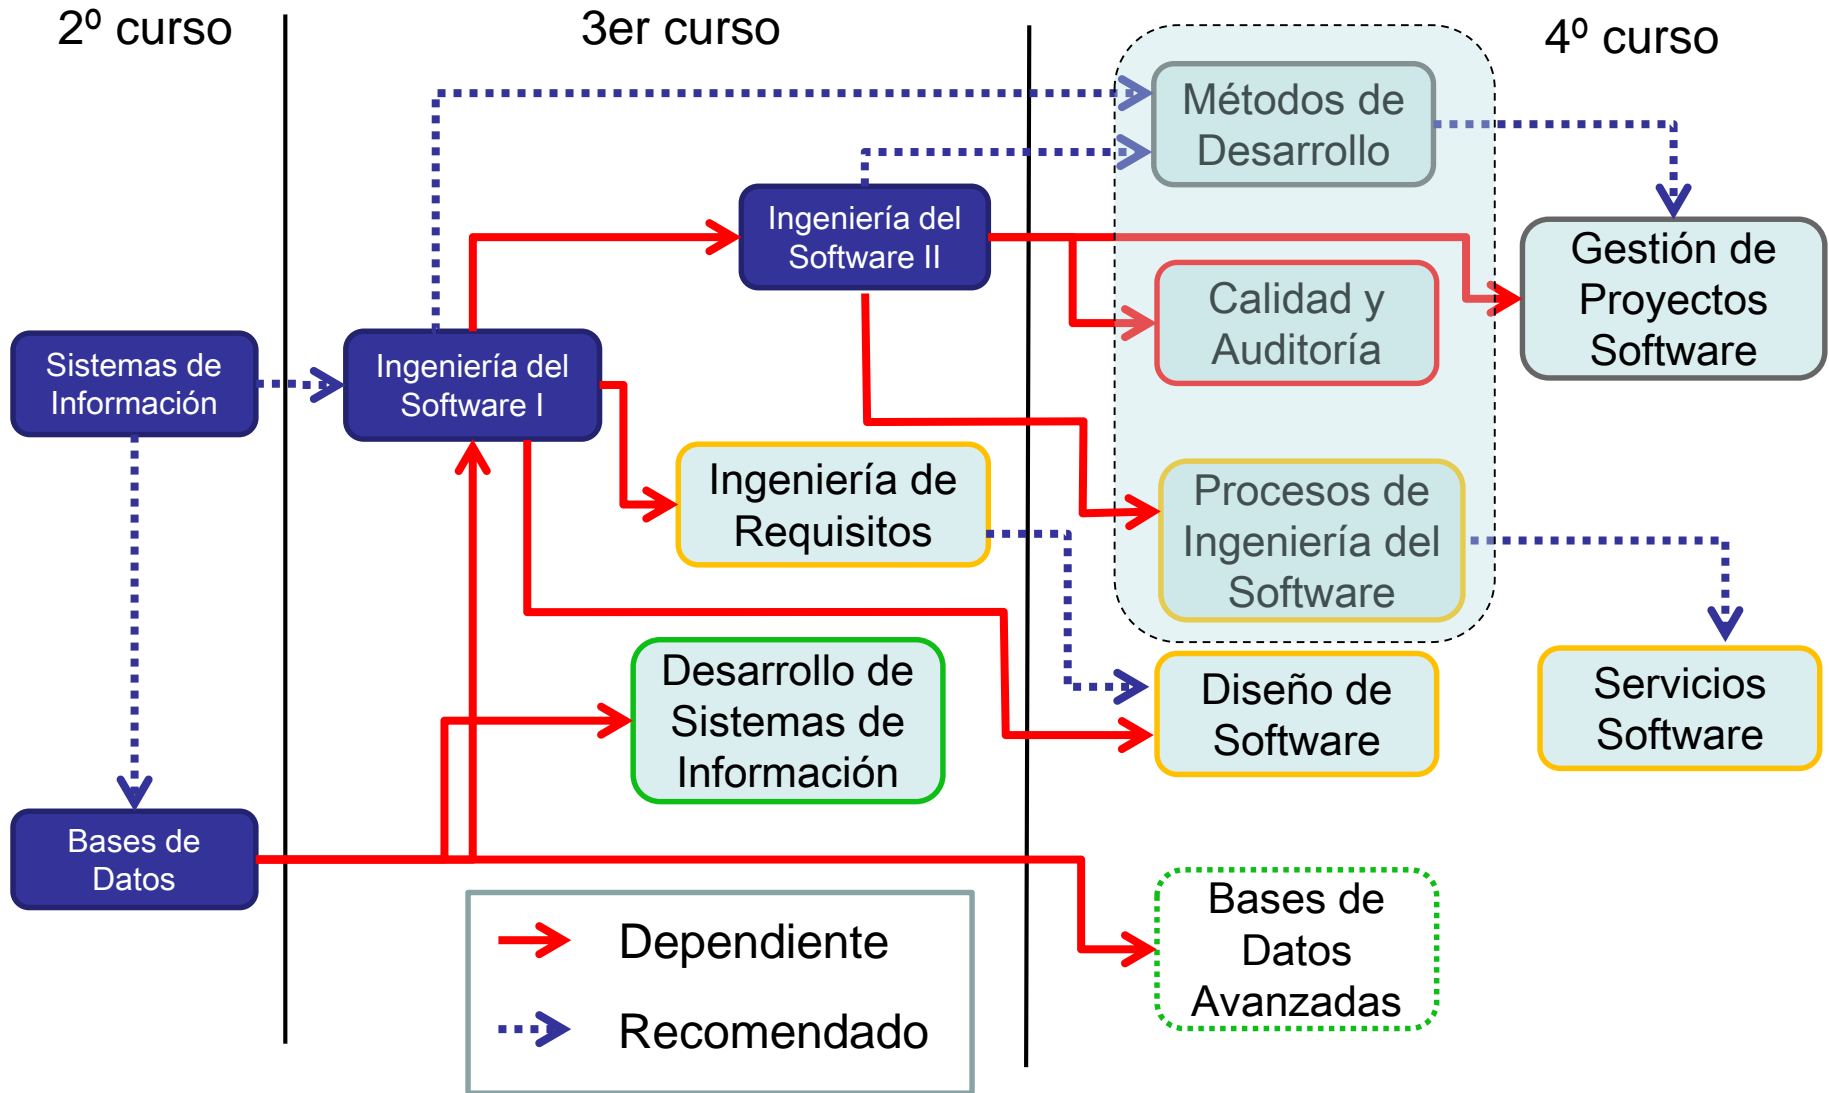 2º curso
3er curso
4º curso
Métodos de
Desarrollo
Ingeniería del
Software II
Gestión de
Proyectos
Software
Calidad y
Auditoría
Sistemas de
Información
Ingeniería del
Software I
Ingeniería de
Requisitos
Procesos de
Ingeniería del
Software
Desarrollo de
Sistemas de
Información
Diseño de
Software
Servicios
Software
Bases de
Datos
Bases de
Datos
Avanzadas
Dependiente
Recomendado